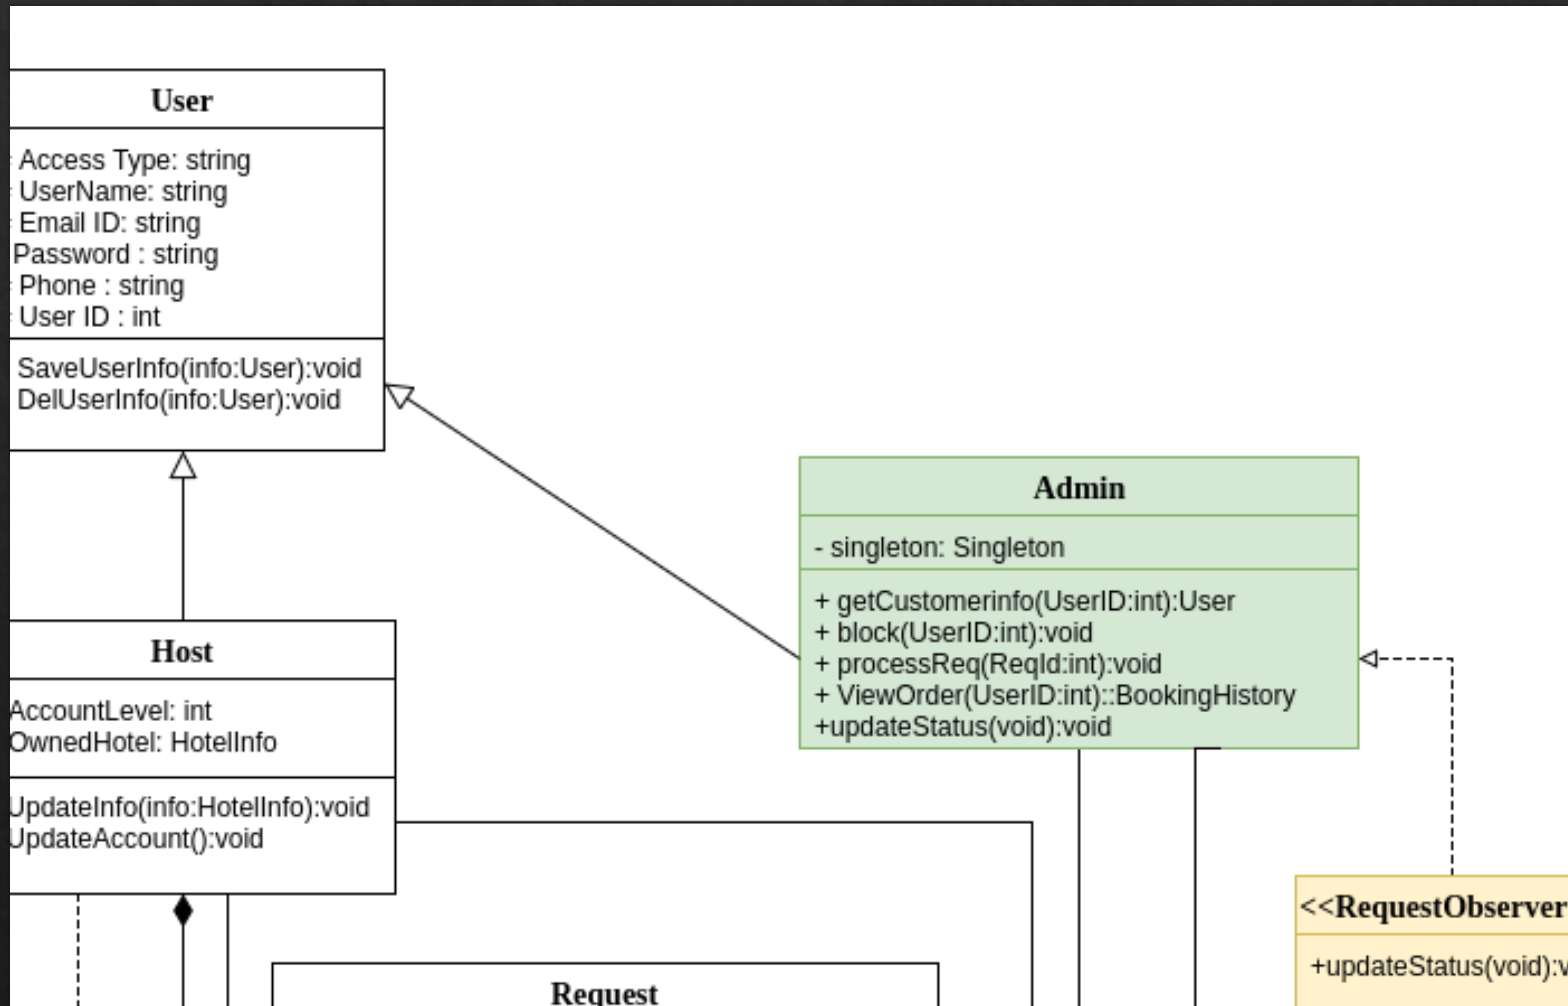 User
Access Type: string
UserName: string
Email ID: string
Password : string
Phone : string
User ID : int
SaveUserInfo(info:User):void
DelUserInfo(info:User):void
Admin
- singleton: Singleton
+ getCustomerinfo(UserID:int):User
+ block(UserID:int):void
+ processReq(ReqId:int):void
+ ViewOrder(UserID:int)::BookingHistory
+updateStatus(void):void
Host
AccountLevel: int
OwnedHotel: HotelInfo
UpdateInfo(info:HotelInfo):void
UpdateAccount():void
<<RequestObserver
+updateStatus(void):v
Request